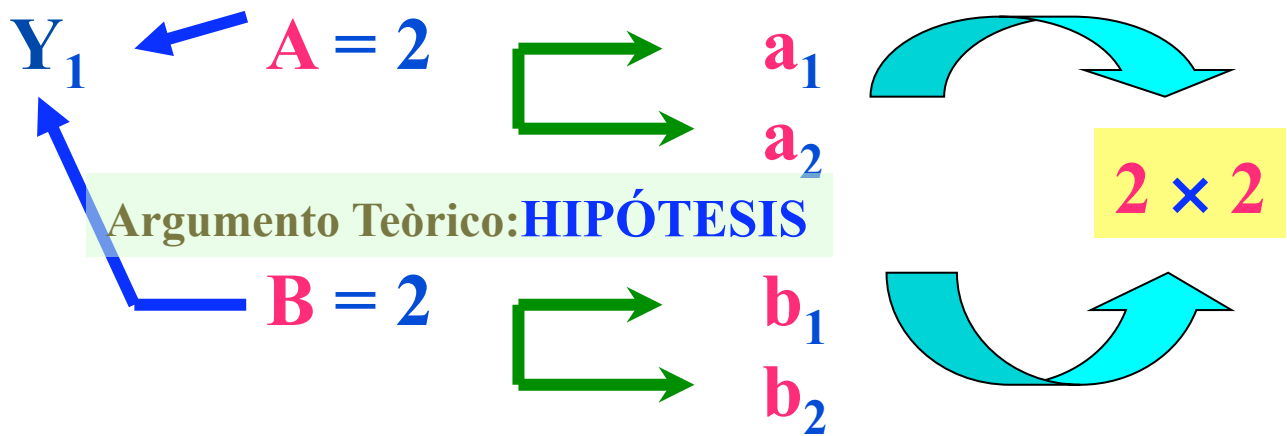 Y₁ A = 2 a₁
a₂
2 × 2
Argumento Teòrico:HIPÓTESIS
B = 2 b₁
b₂